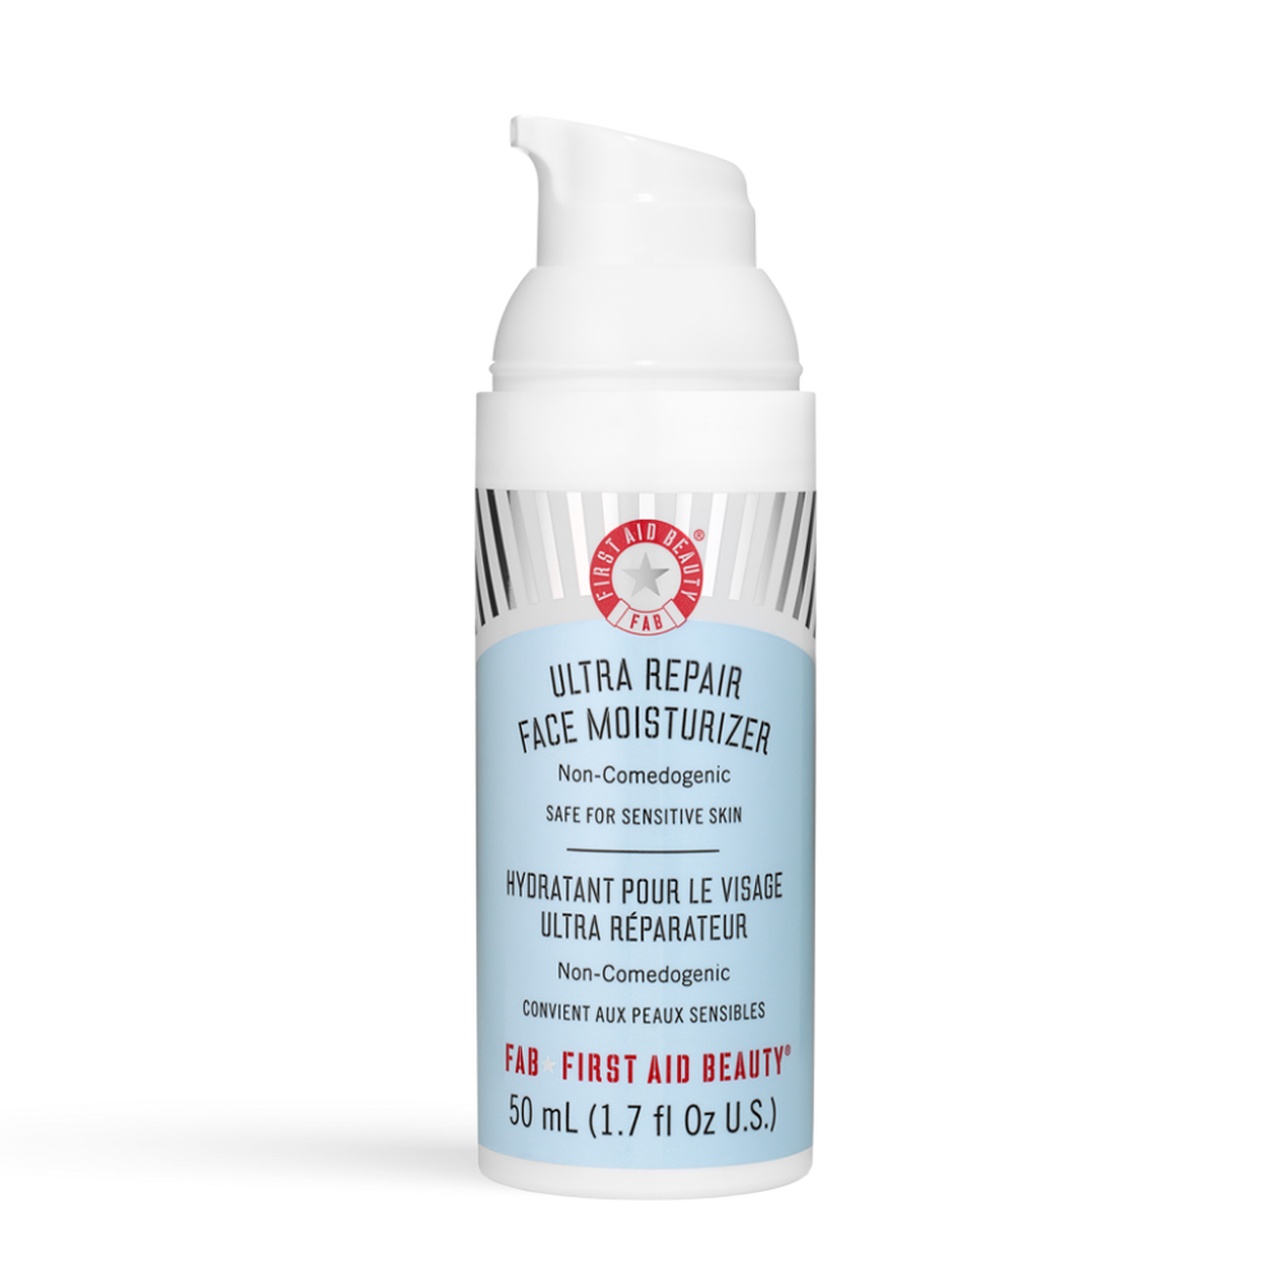 FIRST AID BEAUTY®
FAB
ULTRA REPAIR
FACE MOISTURIZER
Non-Comedogenic
SAFE FOR SENSITIVE SKIN
HYDRATANT POUR LE VISAGE
ULTRA RÉPARATEUR
Non-Comedogenic
CONVIENT AUX PEAUX SENSIBLES
FAB FIRST AID BEAUTY®
50 mL (1.7 fl Oz U.S.)